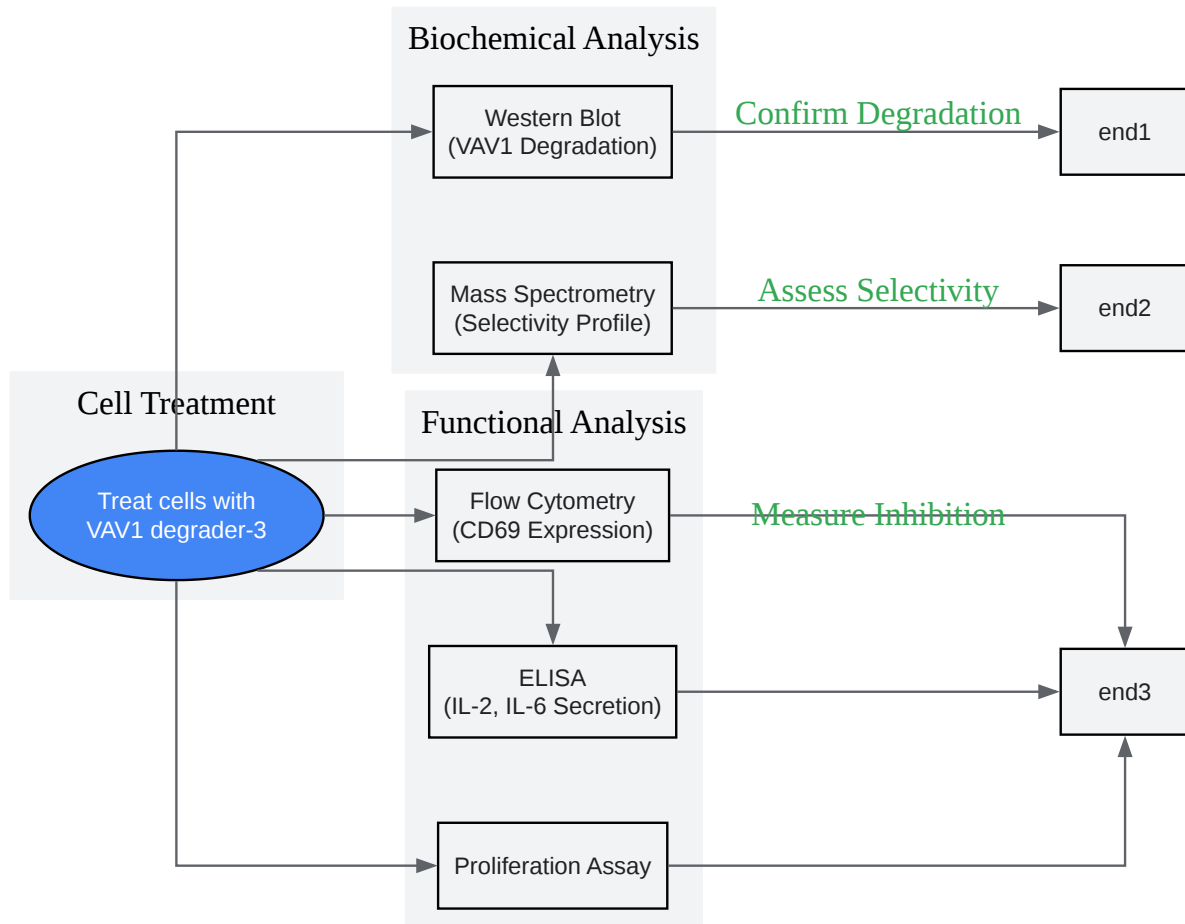 Biochemical Analysis
Western Blot
(VAV1 Degradation)
Confirm Degradation
end1
Mass Spectrometry
(Selectivity Profile)
Assess Selectivity
end2
Cell Treatment
Treat cells with
VAV1 degrader-3
Functional Analysis
Flow Cytometry
(CD69 Expression)
Measure Inhibition
ELISA
(IL-2, IL-6 Secretion)
end3
Proliferation Assay